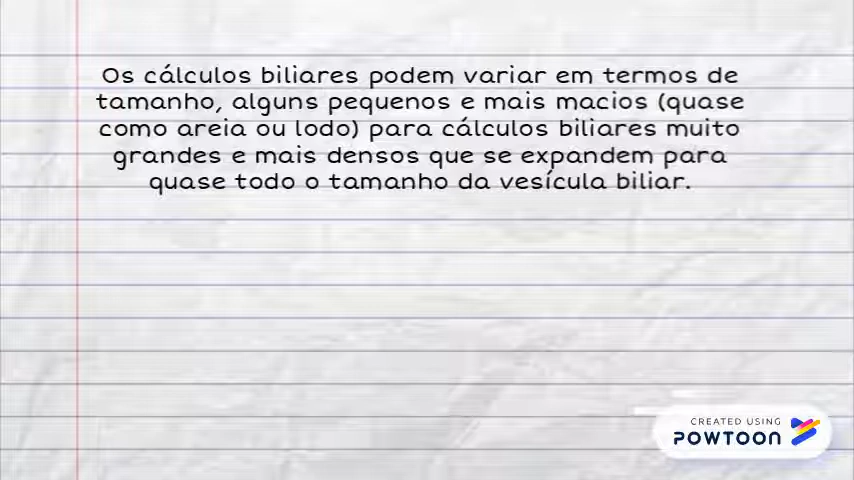 Os cálculos biliares podem variar em termos de
tamanho, alguns pequenos e mais macios (quase
como areia ou lodo) para cálculos biliares muito
grandes e mais densos que se expandem para
quase todo o tamanho da vesícula biliar.
CREATED USING
POWTOON